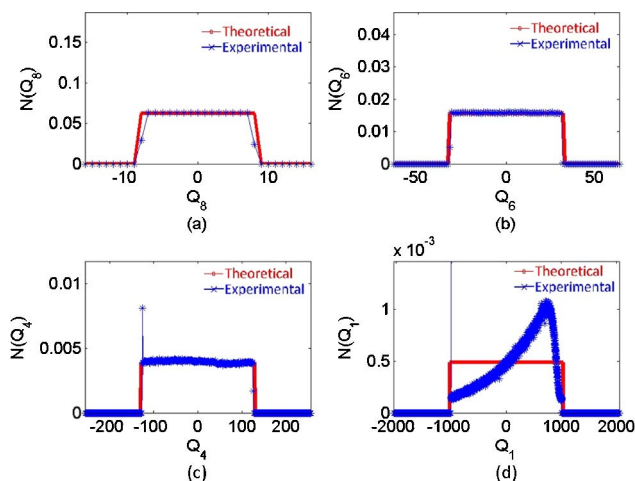 Theoretical
Experimental
0.15
0.1
0.05
0
N(Q8)
-10 0 10
Q8
(a)
Theoretical
Experimental
0.04
0.03
0.02
0.01
0
N(Q6)
-50 0 50
Q6
(b)
Theoretical
Experimental
0.01
0.005
0
N(Q4)
-200 -100 0 100 200
Q4
(c)
x 10-3
Theoretical
Experimental
1
0.5
0
N(Q1)
-2000 -1000 0 1000 2000
Q1
(d)